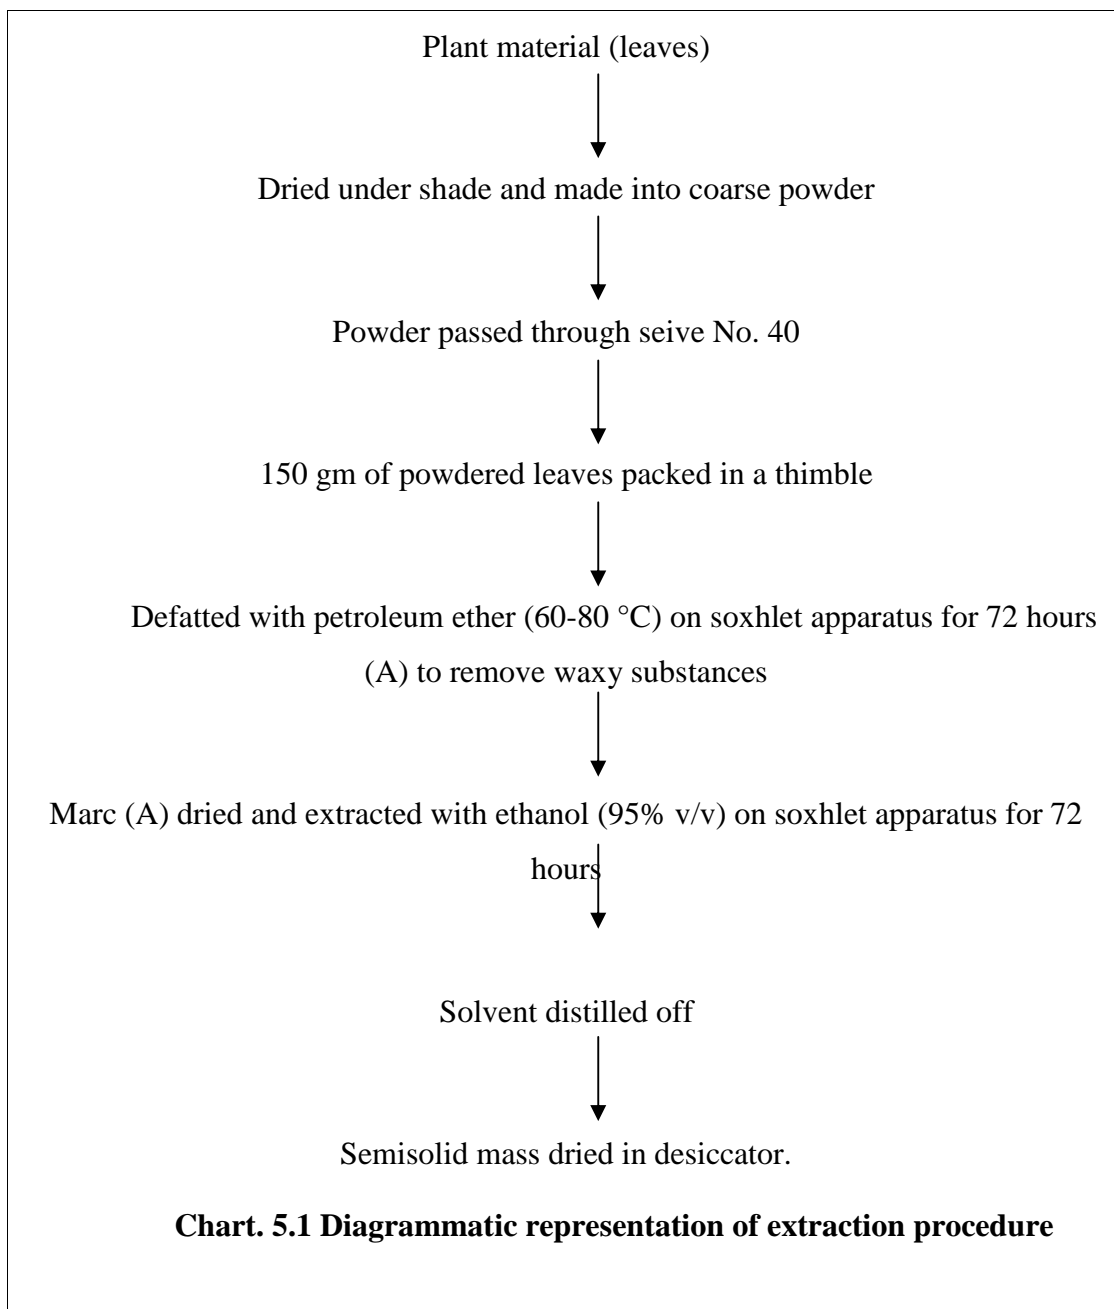 Plant material (leaves)
Dried under shade and made into coarse powder
Powder passed through seive No. 40
150 gm of powdered leaves packed in a thimble
Defatted with petroleum ether (60-80 °C) on soxhlet apparatus for 72 hours
(A) to remove waxy substances
Marc (A) dried and extracted with ethanol (95% v/v) on soxhlet apparatus for 72
hours
Solvent distilled off
Semisolid mass dried in desiccator.
Chart. 5.1 Diagrammatic representation of extraction procedure